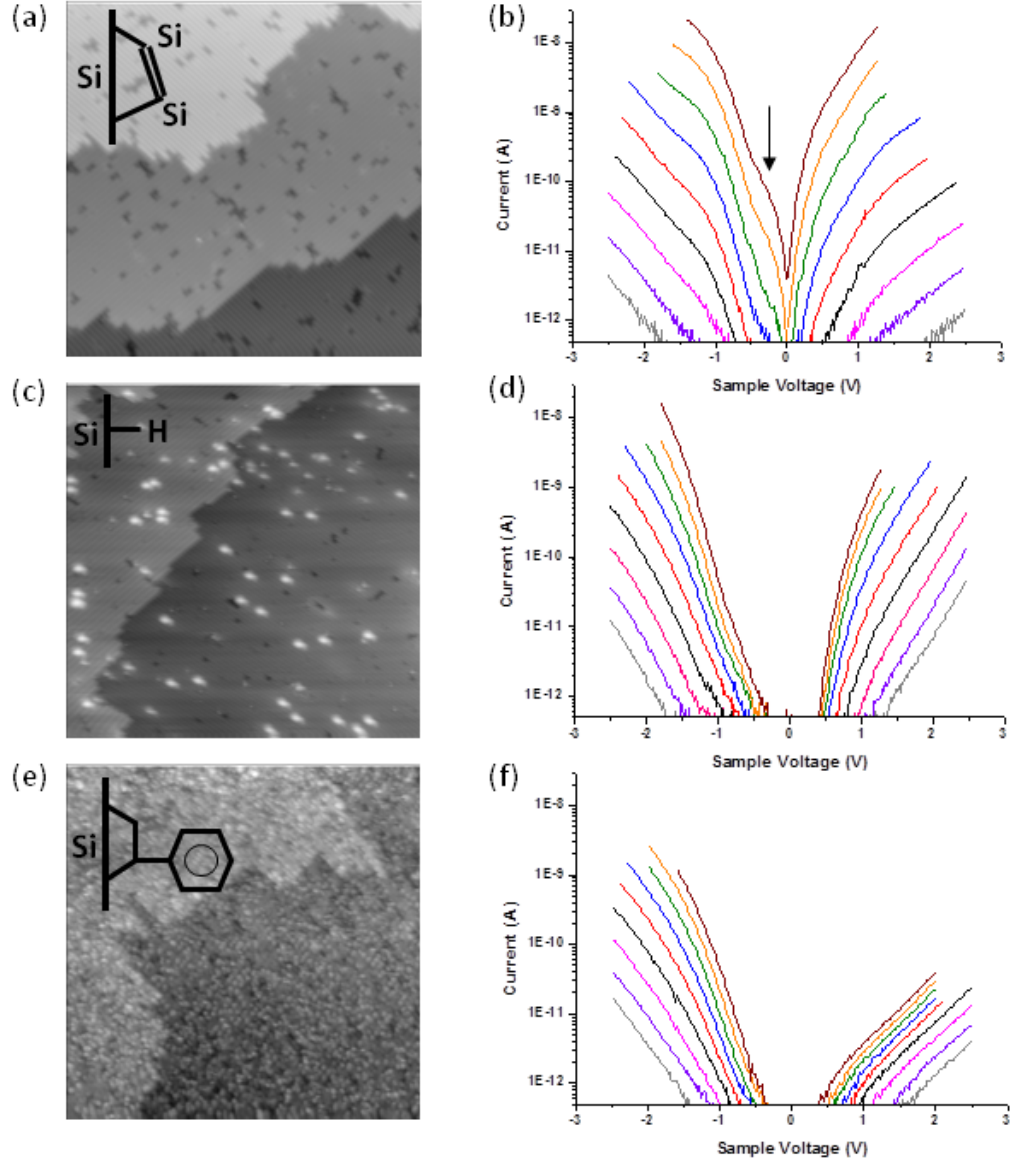 (a)
Si
Si
Si
(b)
1E-8
1E-9
1E-10
1E-11
1E-12
Current (A)
-3 -2 -1 0 1 2 3
Sample Voltage (V)
(c)
Si H
(d)
1E-8
1E-9
1E-10
1E-11
1E-12
Current (A)
-3 -2 -1 0 1 2 3
Sample Voltage (V)
(e)
Si
(f)
1E-8
1E-9
1E-10
1E-11
1E-12
Current (A)
-3 -2 -1 0 1 2 3
Sample Voltage (V)